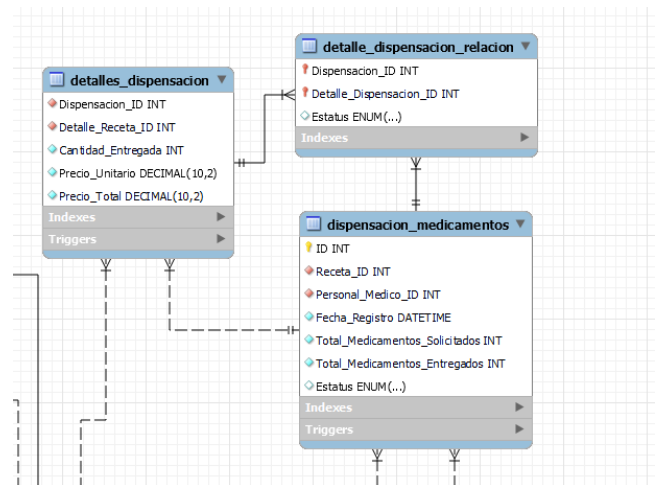 detalle_dispensacion_relacion
Dispensacion_ID INT
Detalle_Dispensacion_ID INT
Estatus ENUM(...)
Indexes
detalles_dispensacion
Dispensacion_ID INT
Detalle_Receta_ID INT
Cantidad_Entregada INT
Precio_Unitario DECIMAL(10,2)
Precio_Total DECIMAL(10,2)
Indexes
Triggers
dispensacion_medicamentos
ID INT
Receta_ID INT
Personal_Medico_ID INT
Fecha_Registro DATETIME
Total_Medicamentos_Solicitados INT
Total_Medicamentos_Entregados INT
Estatus ENUM(...)
Indexes
Triggers